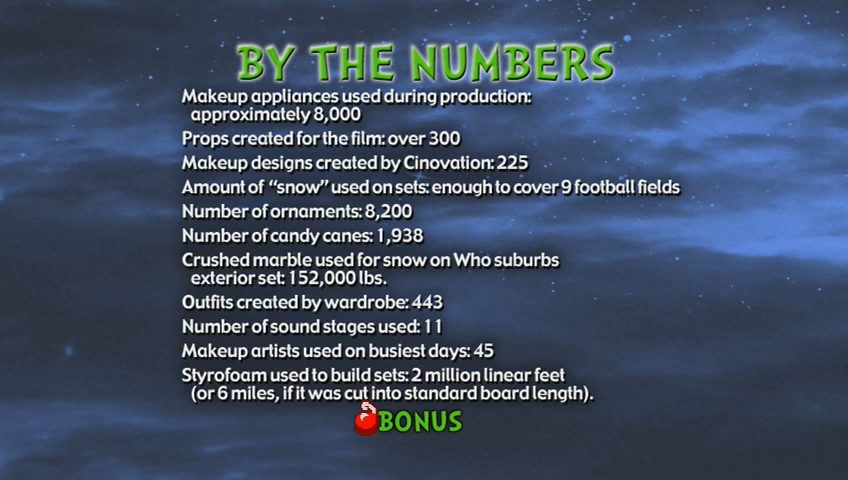 BY THE NUMBERS
Makeup appliances used during production:
approximately 8,000
Props created for the film: over 300
Makeup designs created by Cinovation: 225
Amount of “snow” used on sets: enough to cover 9 football fields
Number of ornaments: 8,200
Number of candy canes: 1,938
Crushed marble used for snow on Who suburbs
exterior set: 152,000 lbs.
Outfits created by wardrobe: 443
Number of sound stages used: 11
Makeup artists used on busiest days: 45
Styrofoam used to build sets: 2 million linear feet
(or 6 miles, if it was cut into standard board length).
BONUS